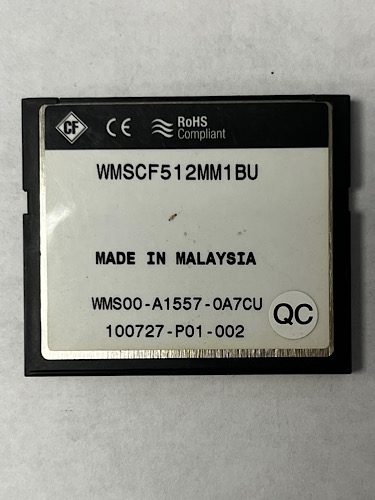 CF CE RoHS
Compliant
WMSCF512MM1BU
MADE IN MALAYSIA
WMS00-A1557-0A7CU
100727-P01-002
QC